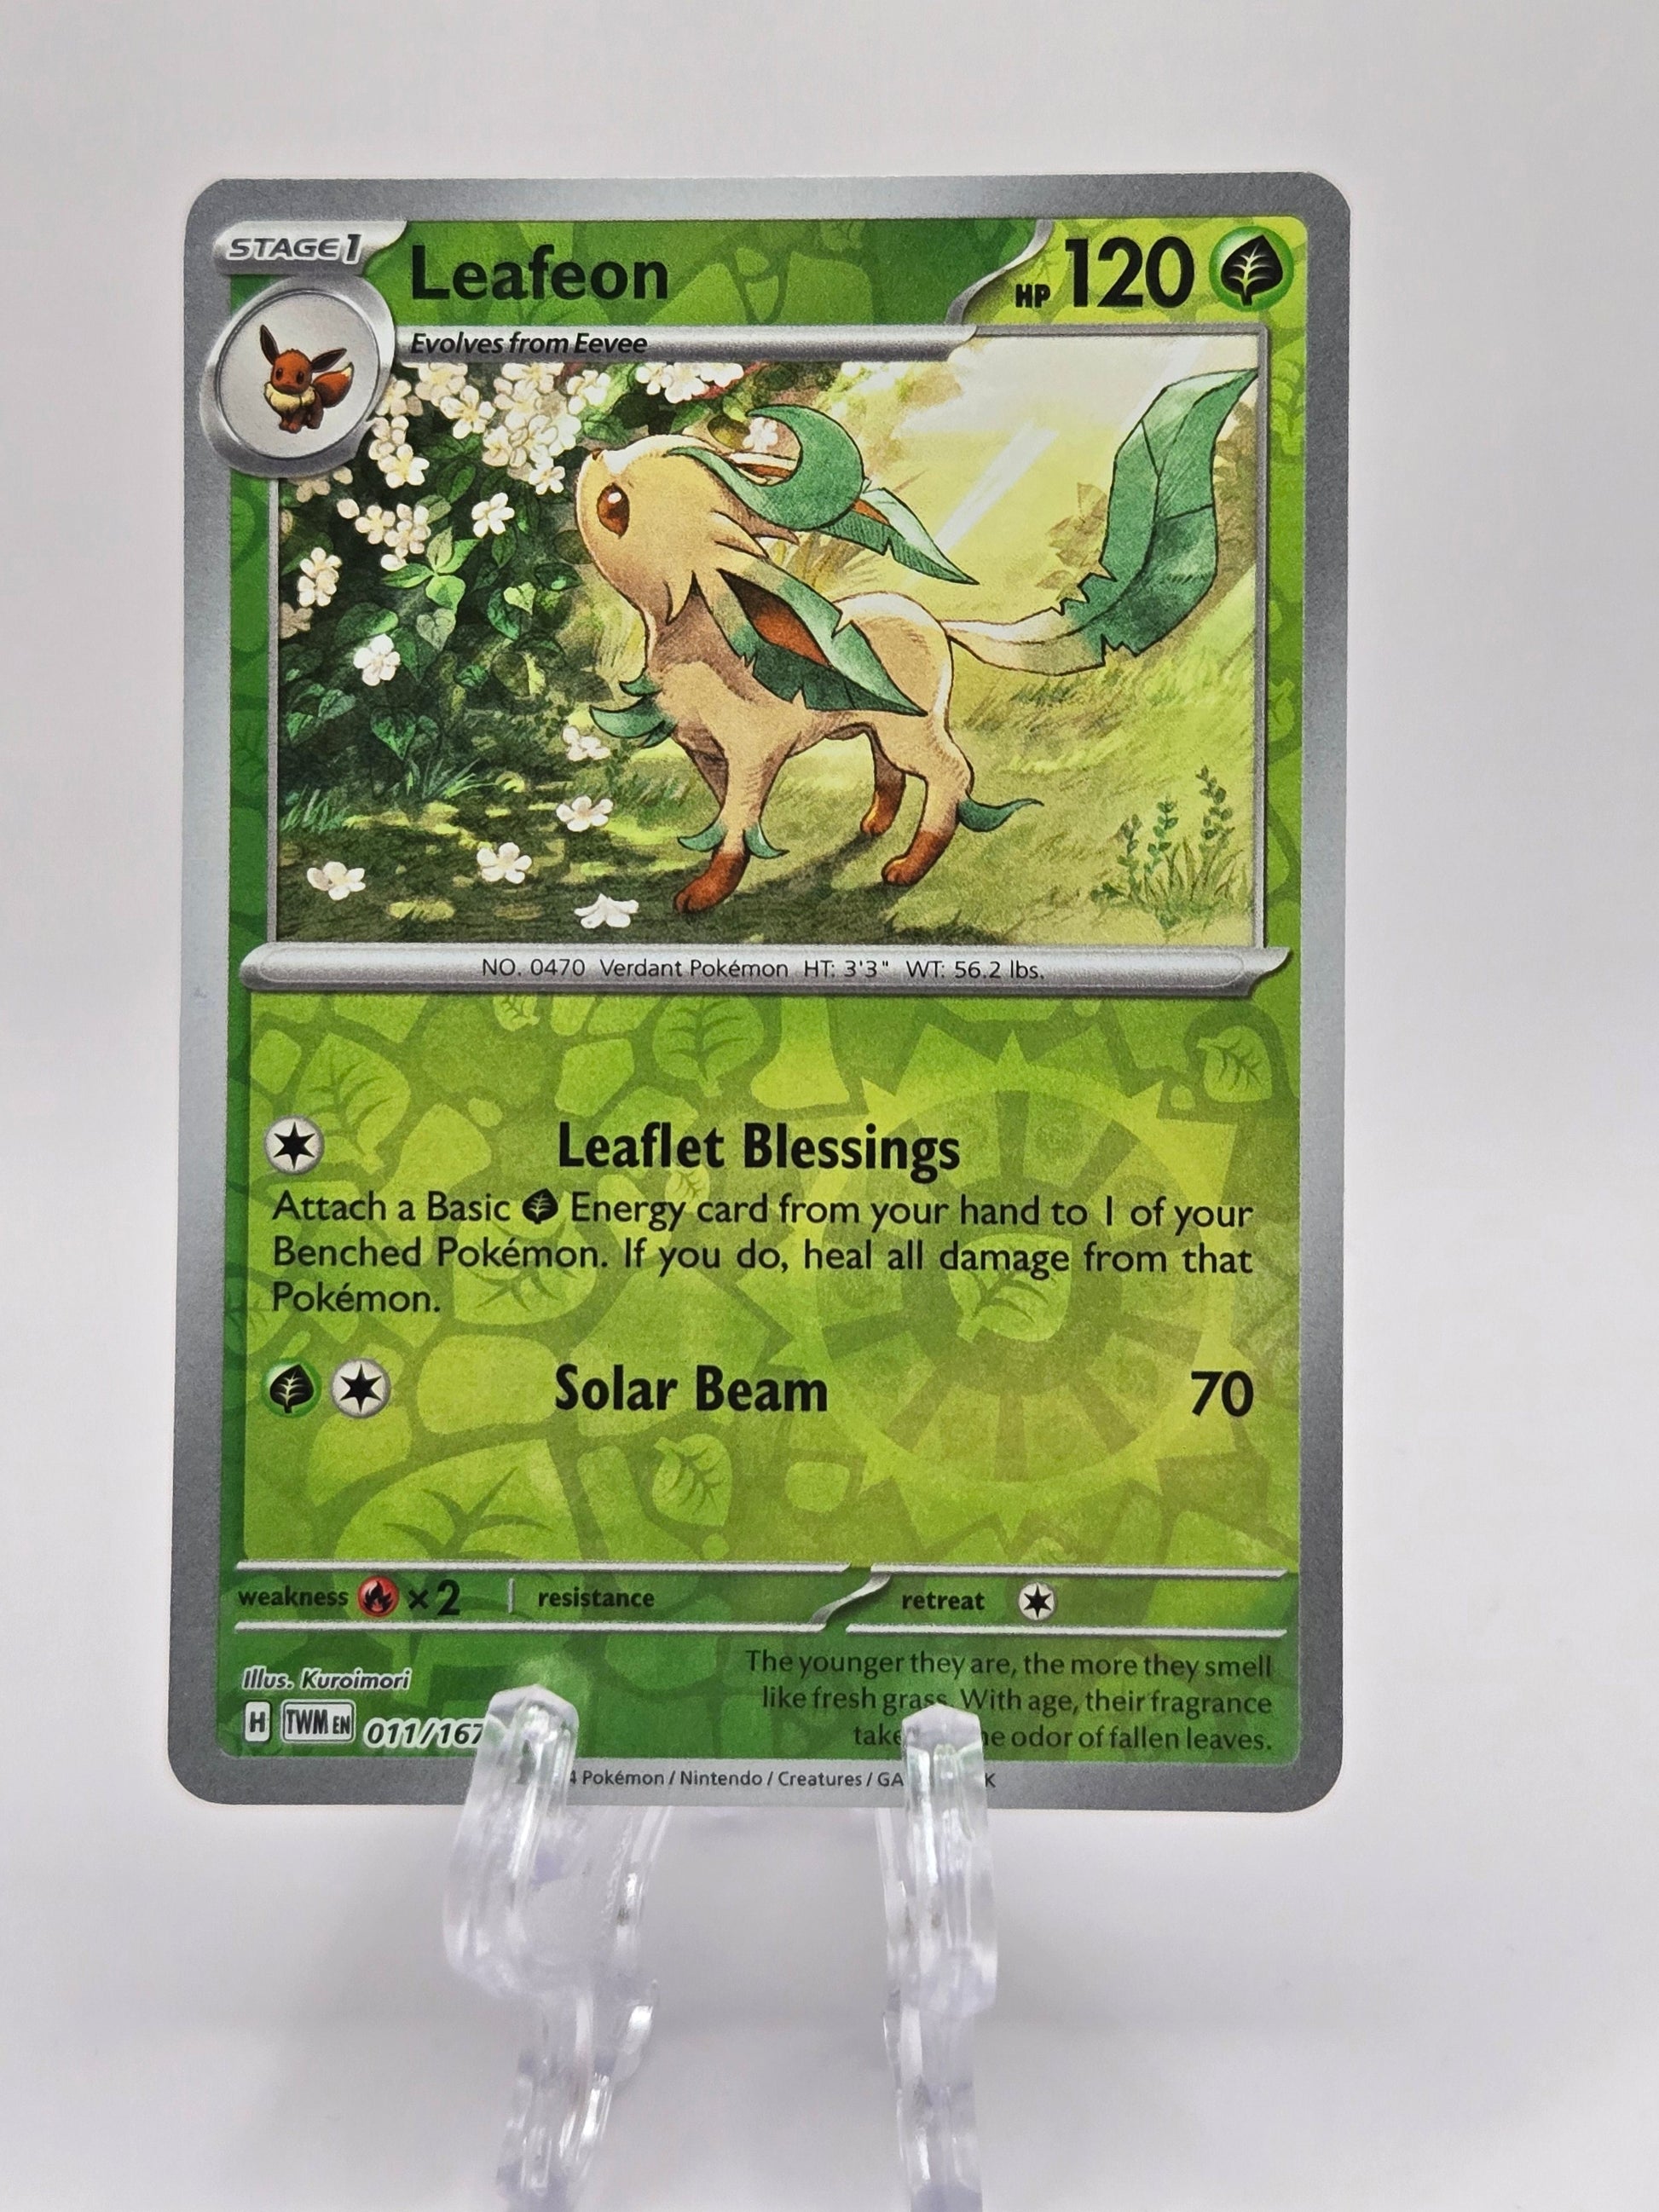 STAGE 1
Leafeon
HP 120
Evolves from Eevee
NO. 0470 Verdant Pokémon HT: 3'3" WT: 56.2 lbs.
Leaflet Blessings
Attach a Basic Energy card from your hand to 1 of your
Benched Pokémon. If you do, heal all damage from that
Pokémon.
Solar Beam 70
weakness ×2 resistance retreat
Illus. Kuroimori
H TWM EN 011/167
The younger they are, the more they smell
like fresh grass. With age, their fragrance
odor of fallen leaves.
Pokémon / Nintendo / Creatures /